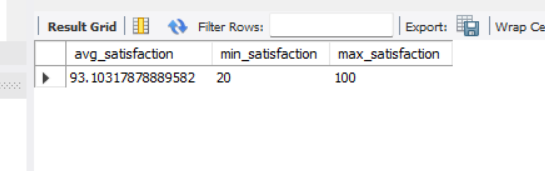 Result Grid Filter Rows: Export: Wrap Ce
avg_satisfaction min_satisfaction max_satisfaction
93.10317878889582 20 100